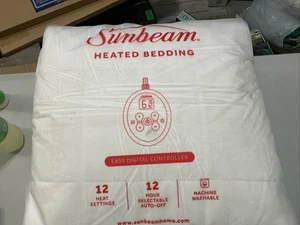 Sunbeam®
HEATED BEDDING
EASY DIGITAL CONTROLLER
12
HEAT
SETTINGS
12
HOUR
SELECTABLE
AUTO-OFF
MACHINE
WASHABLE
www.sunbeamhome.com